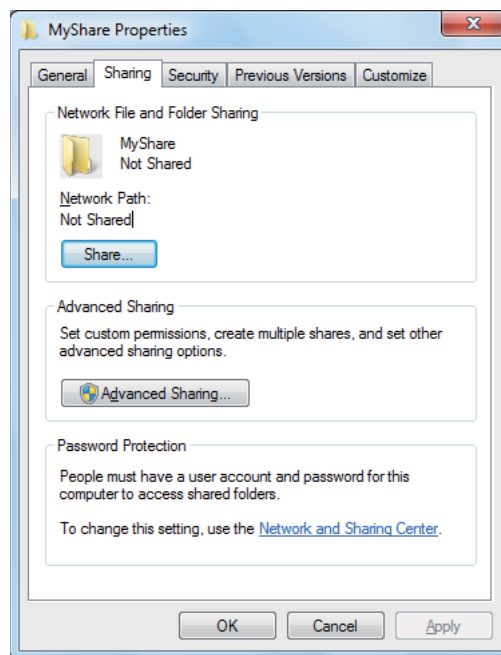 MyShare Properties
General Sharing Security Previous Versions Customize
Network File and Folder Sharing
MyShare
Not Shared
Network Path:
Not Shared
Share...
Advanced Sharing
Set custom permissions, create multiple shares, and set other
advanced sharing options.
Advanced Sharing...
Password Protection
People must have a user account and password for this
computer to access shared folders.
To change this setting, use the Network and Sharing Center.
OK Cancel Apply